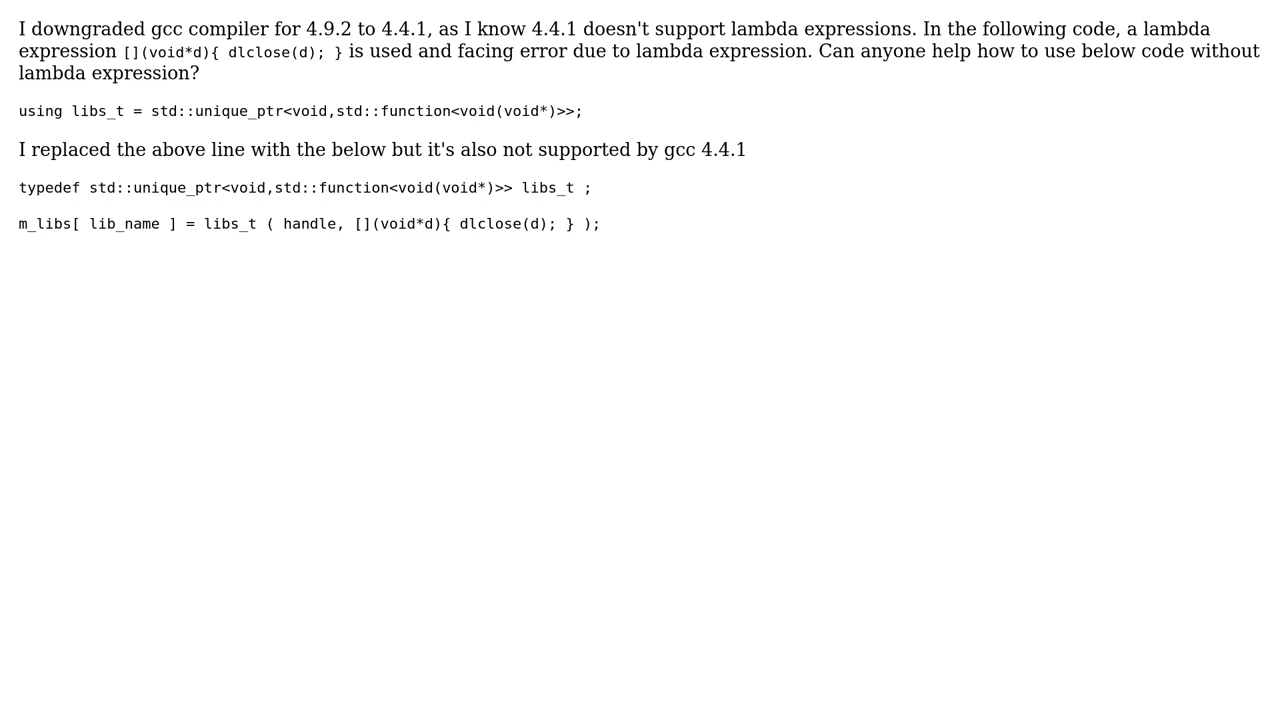 I downgraded gcc compiler for 4.9.2 to 4.4.1, as I know 4.4.1 doesn't support lambda expressions. In the following code, a lambda
expression [](void*d){ dlclose(d); } is used and facing error due to lambda expression. Can anyone help how to use below code without
lambda expression?
using libs_t = std::unique_ptr<void,std::function<void(void*)>>;
I replaced the above line with the below but it's also not supported by gcc 4.4.1
typedef std::unique_ptr<void,std::function<void(void*)>> libs_t ;
m_libs[ lib_name ] = libs_t ( handle, [](void*d){ dlclose(d); } );